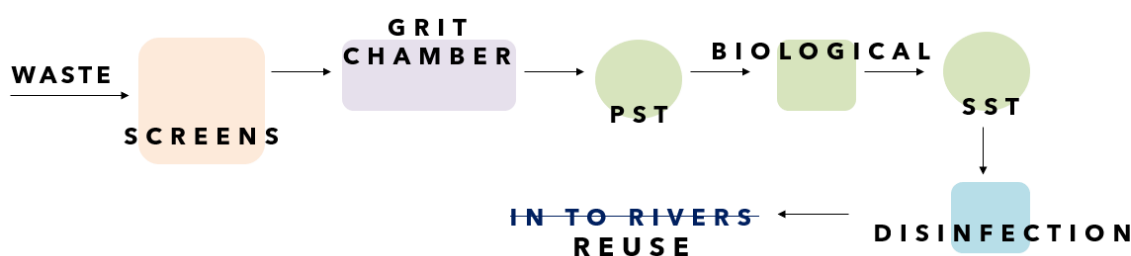 WASTE
SCREENS
GRIT
CHAMBER
PST
BIOLOGICAL
SST
DISINFECTION
IN TO RIVERS
REUSE